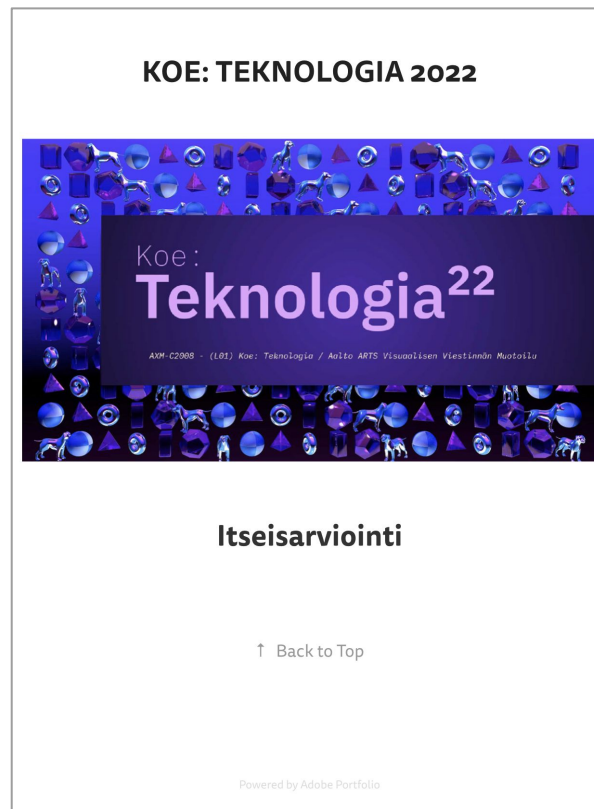 KOE: TEKNOLOGIA 2022
Koe:
Teknologia²²
AXM-C2008 - (L01) Koe: Teknologia / Aalto ARTS Visuaalisen Viestinnän Muotoilu
Itseisarviointi
↑ Back to Top
Powered by Adobe Portfolio